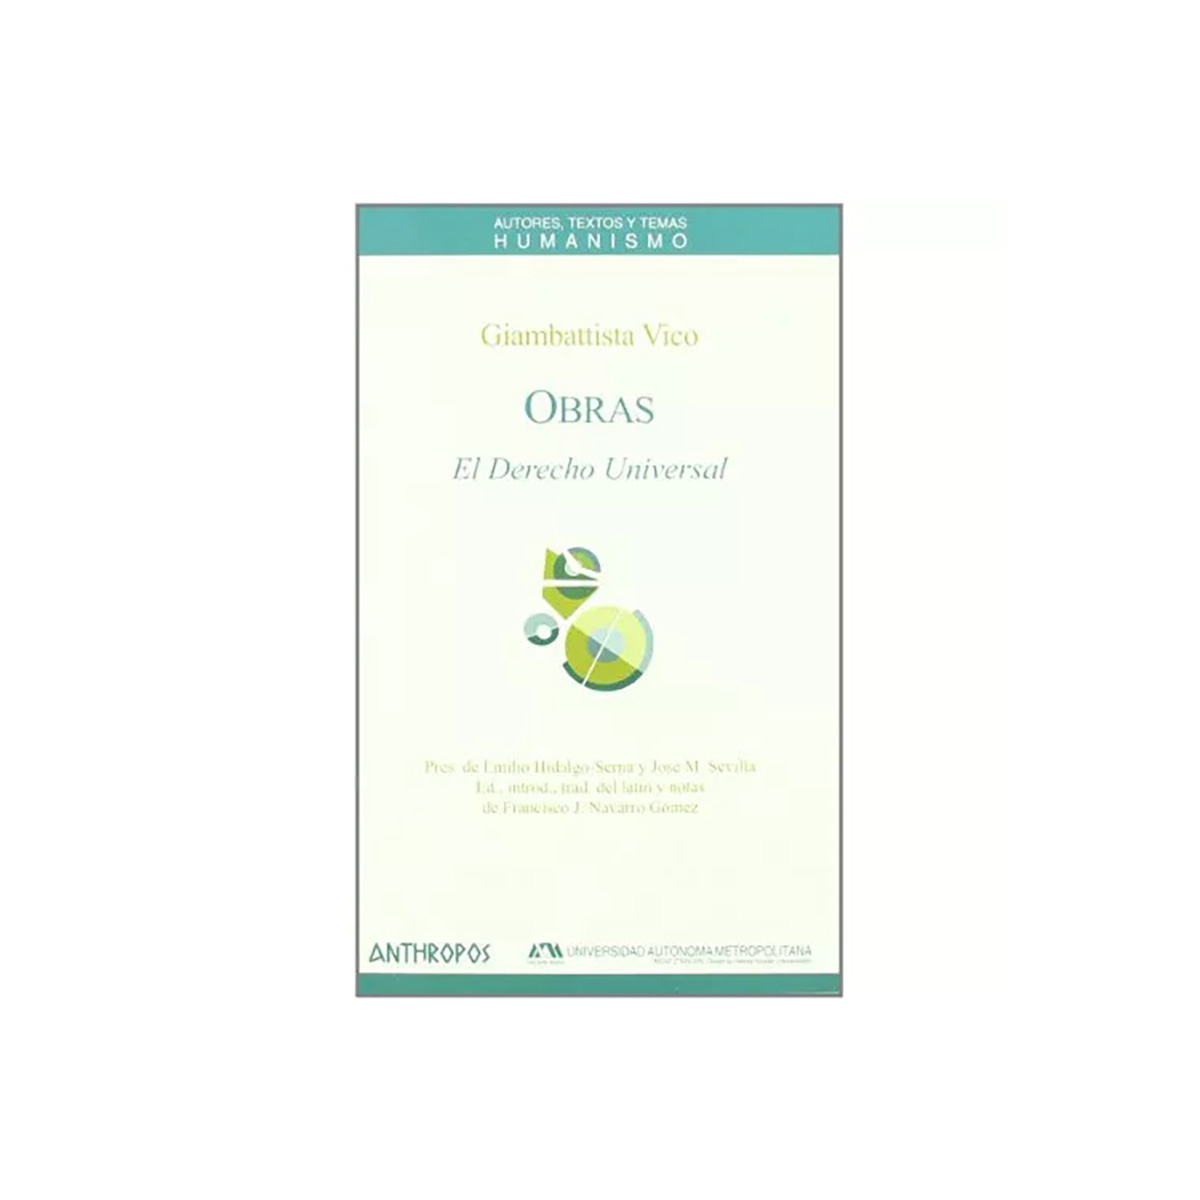 AUTORES, TEXTOS Y TEMAS
HUMANISMO
Giambattista Vico
OBRAS
El Derecho Universal
Pres. de Emilio Hidalgo-Serna y José M. Sevilla
Ed., introd., trad. del latín y notas
de Francisco J. Navarro Gómez
ANTHROPOS
UNIVERSIDAD AUTONOMA METROPOLITANA